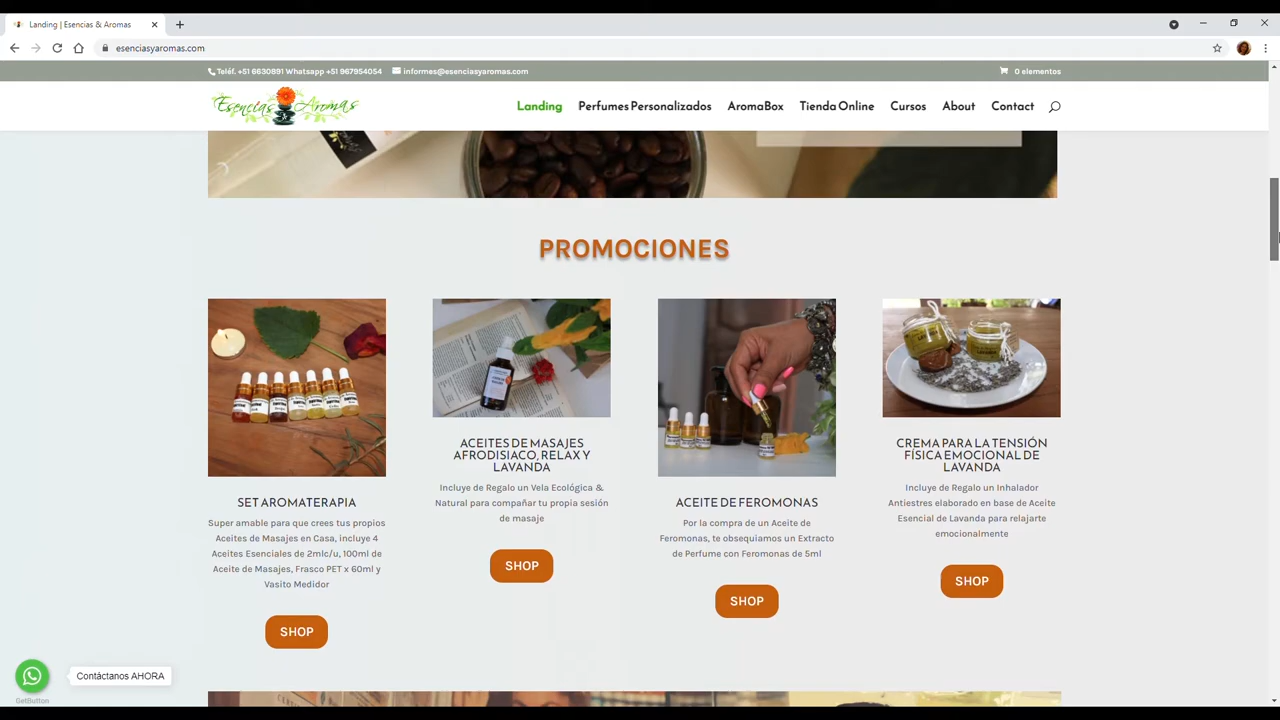 Landing | Esencias & Aromas
esenciasyaromas.com
Teléf. +51 6630891 Whatsapp +51 967954054
informes@esenciasyaromas.com
0 elementos
Esencias Aromas
Landing
Perfumes Personalizados
AromaBox
Tienda Online
Cursos
About
Contact
PROMOCIONES
SET AROMATERAPIA
Super amable para que crees tus propios
Aceites de Masajes en Casa, incluye 4
Aceites Esenciales de 2mlc/u, 100ml de
Aceite de Masajes, Frasco PET x 60ml y
Vasito Medidor
SHOP
ACEITES DE MASAJES
AFRODISIACO, RELAX Y
LAVANDA
Incluye de Regalo un Vela Ecológica &
Natural para compañar tu propia sesión
de masaje
SHOP
ACEITE DE FEROMONAS
Por la compra de un Aceite de
Feromonas, te obsequiamos un Extracto
de Perfume con Feromonas de 5ml
SHOP
CREMA PARA LA TENSIÓN
FÍSICA EMOCIONAL DE
LAVANDA
Incluye de Regalo un Inhalador
Antiestres elaborado en base de Aceite
Esencial de Lavanda para relajarte
emocionalmente
SHOP
Contáctanos AHORA
GetButton